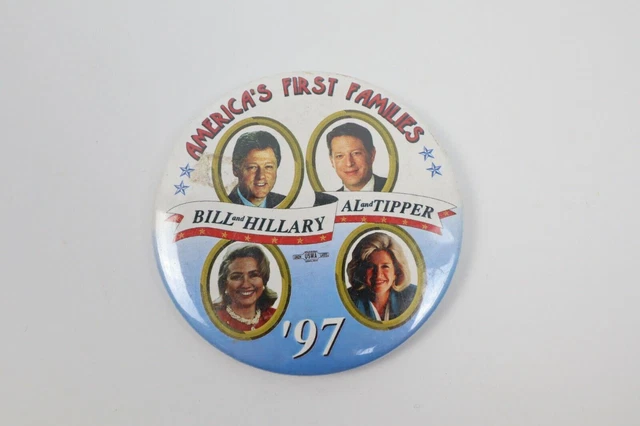 AMERICA'S FIRST FAMILIES
BILL and HILLARY
AL and TIPPER
'97